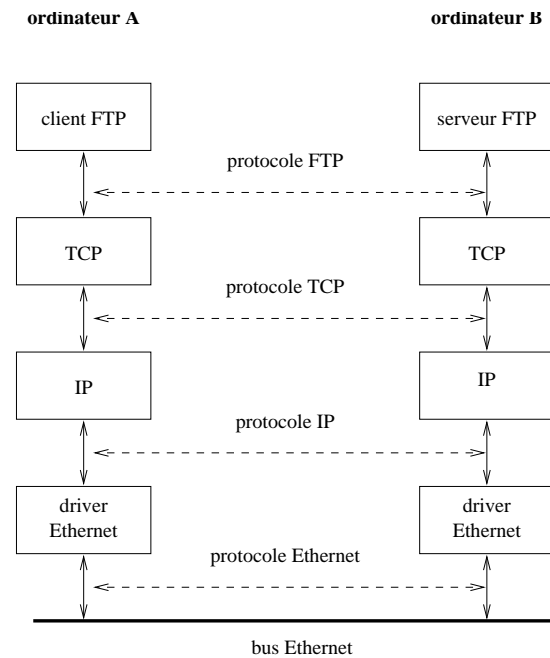 ordinateur A
ordinateur B
client FTP
serveur FTP
protocole FTP
TCP
TCP
protocole TCP
IP
IP
protocole IP
driver
Ethernet
driver
Ethernet
protocole Ethernet
bus Ethernet